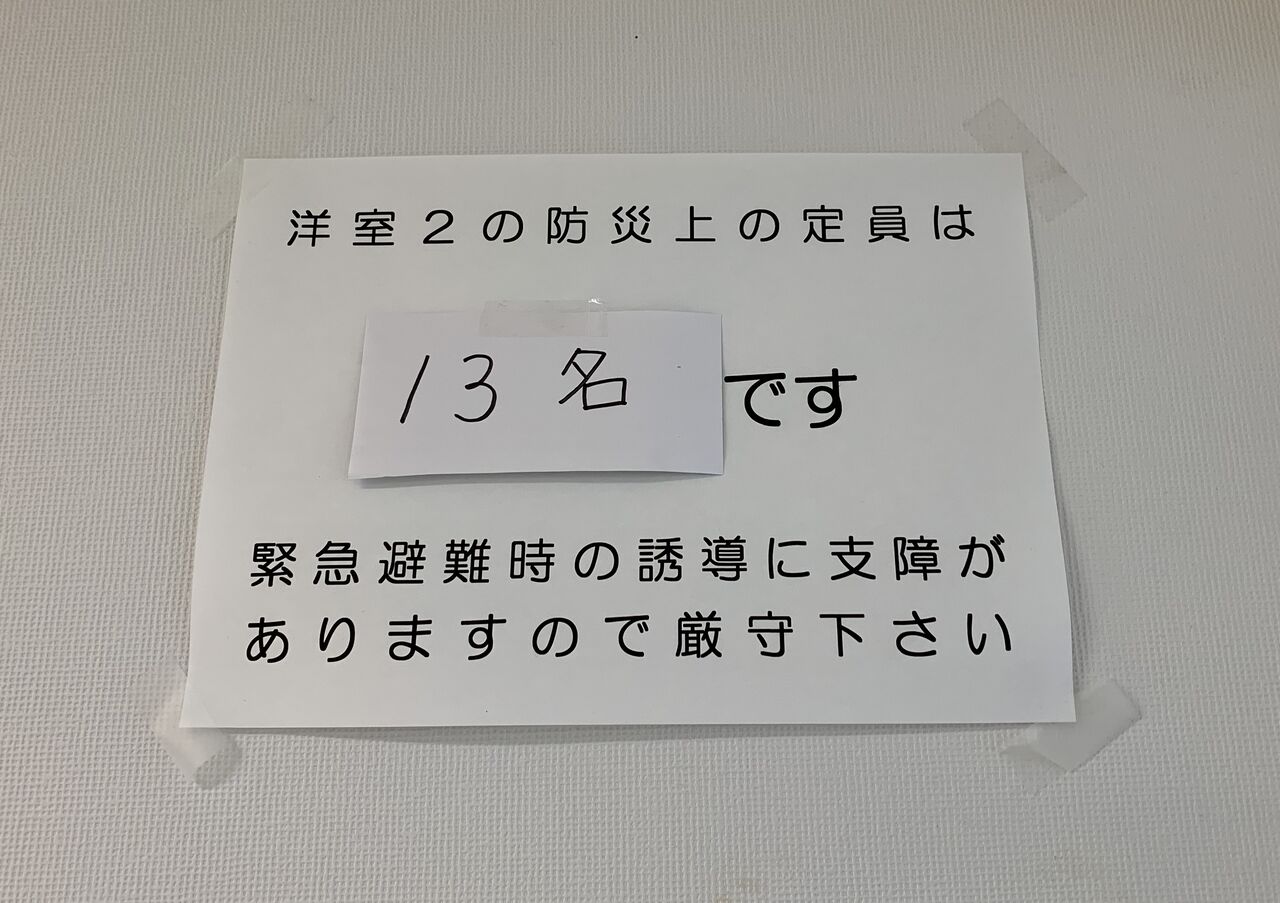 洋室２の防災上の定員は
13名です
緊急避難時の誘導に支障が
ありますので厳守下さい